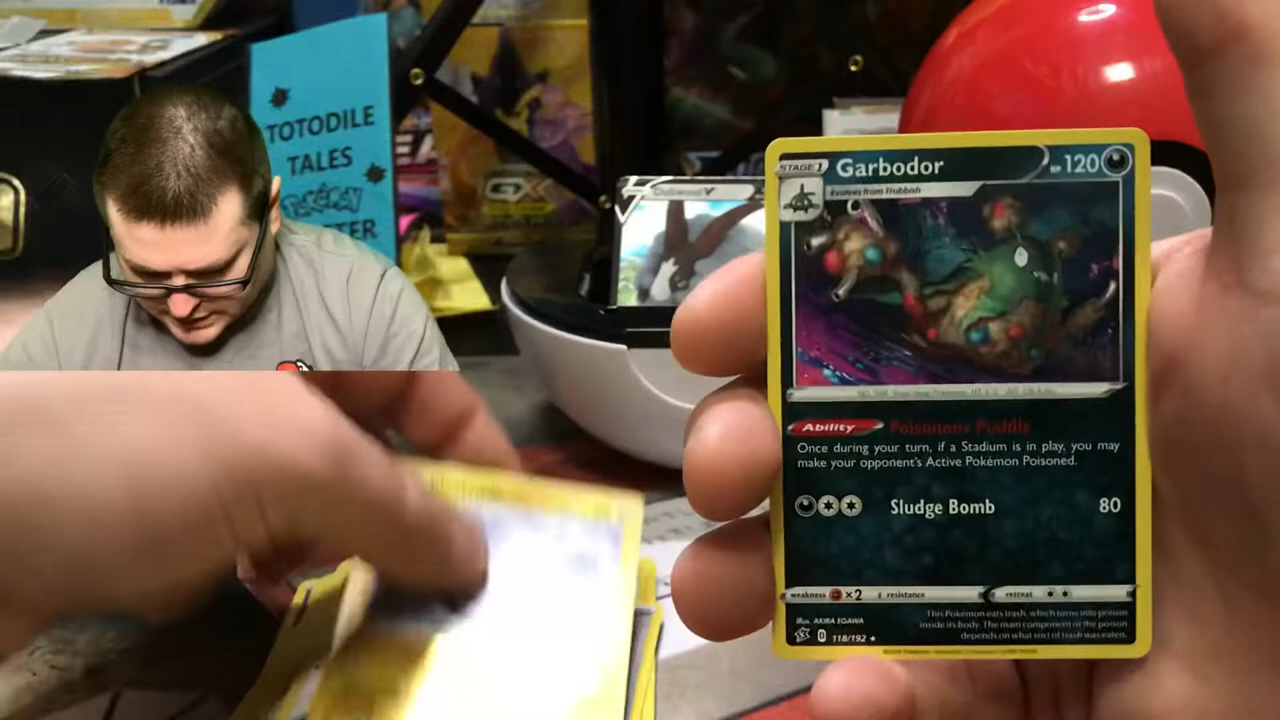 TOTODILE
TALES
Pokémon
GX
STAGE 1
Garbodor
HP 120
Evolves from Trubbish
Ability
Poisonous Puddle
Once during your turn, if a Stadium is in play, you may
make your opponent's Active Pokémon Poisoned.
Sludge Bomb
80
weakness
×2
resistance
retreat
Illus. AKIRA EGAWA
D
118/192 ★
This Pokémon eats trash, which turns into poison
inside its body. The main component of the poison
depends on what sort of trash was eaten.